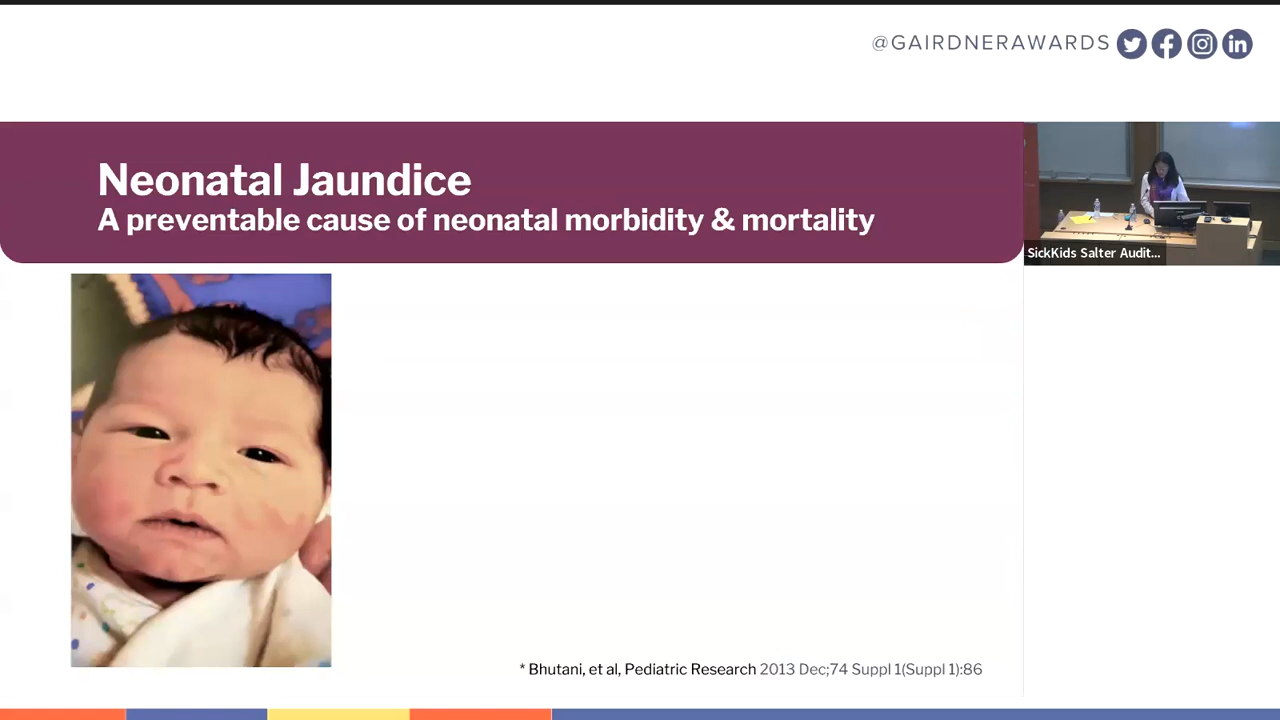 @GAIRDNERAWARDS
Neonatal Jaundice
A preventable cause of neonatal morbidity & mortality
SickKids Salter Audit...
* Bhutani, et al, Pediatric Research 2013 Dec;74 Suppl 1(Suppl 1):86